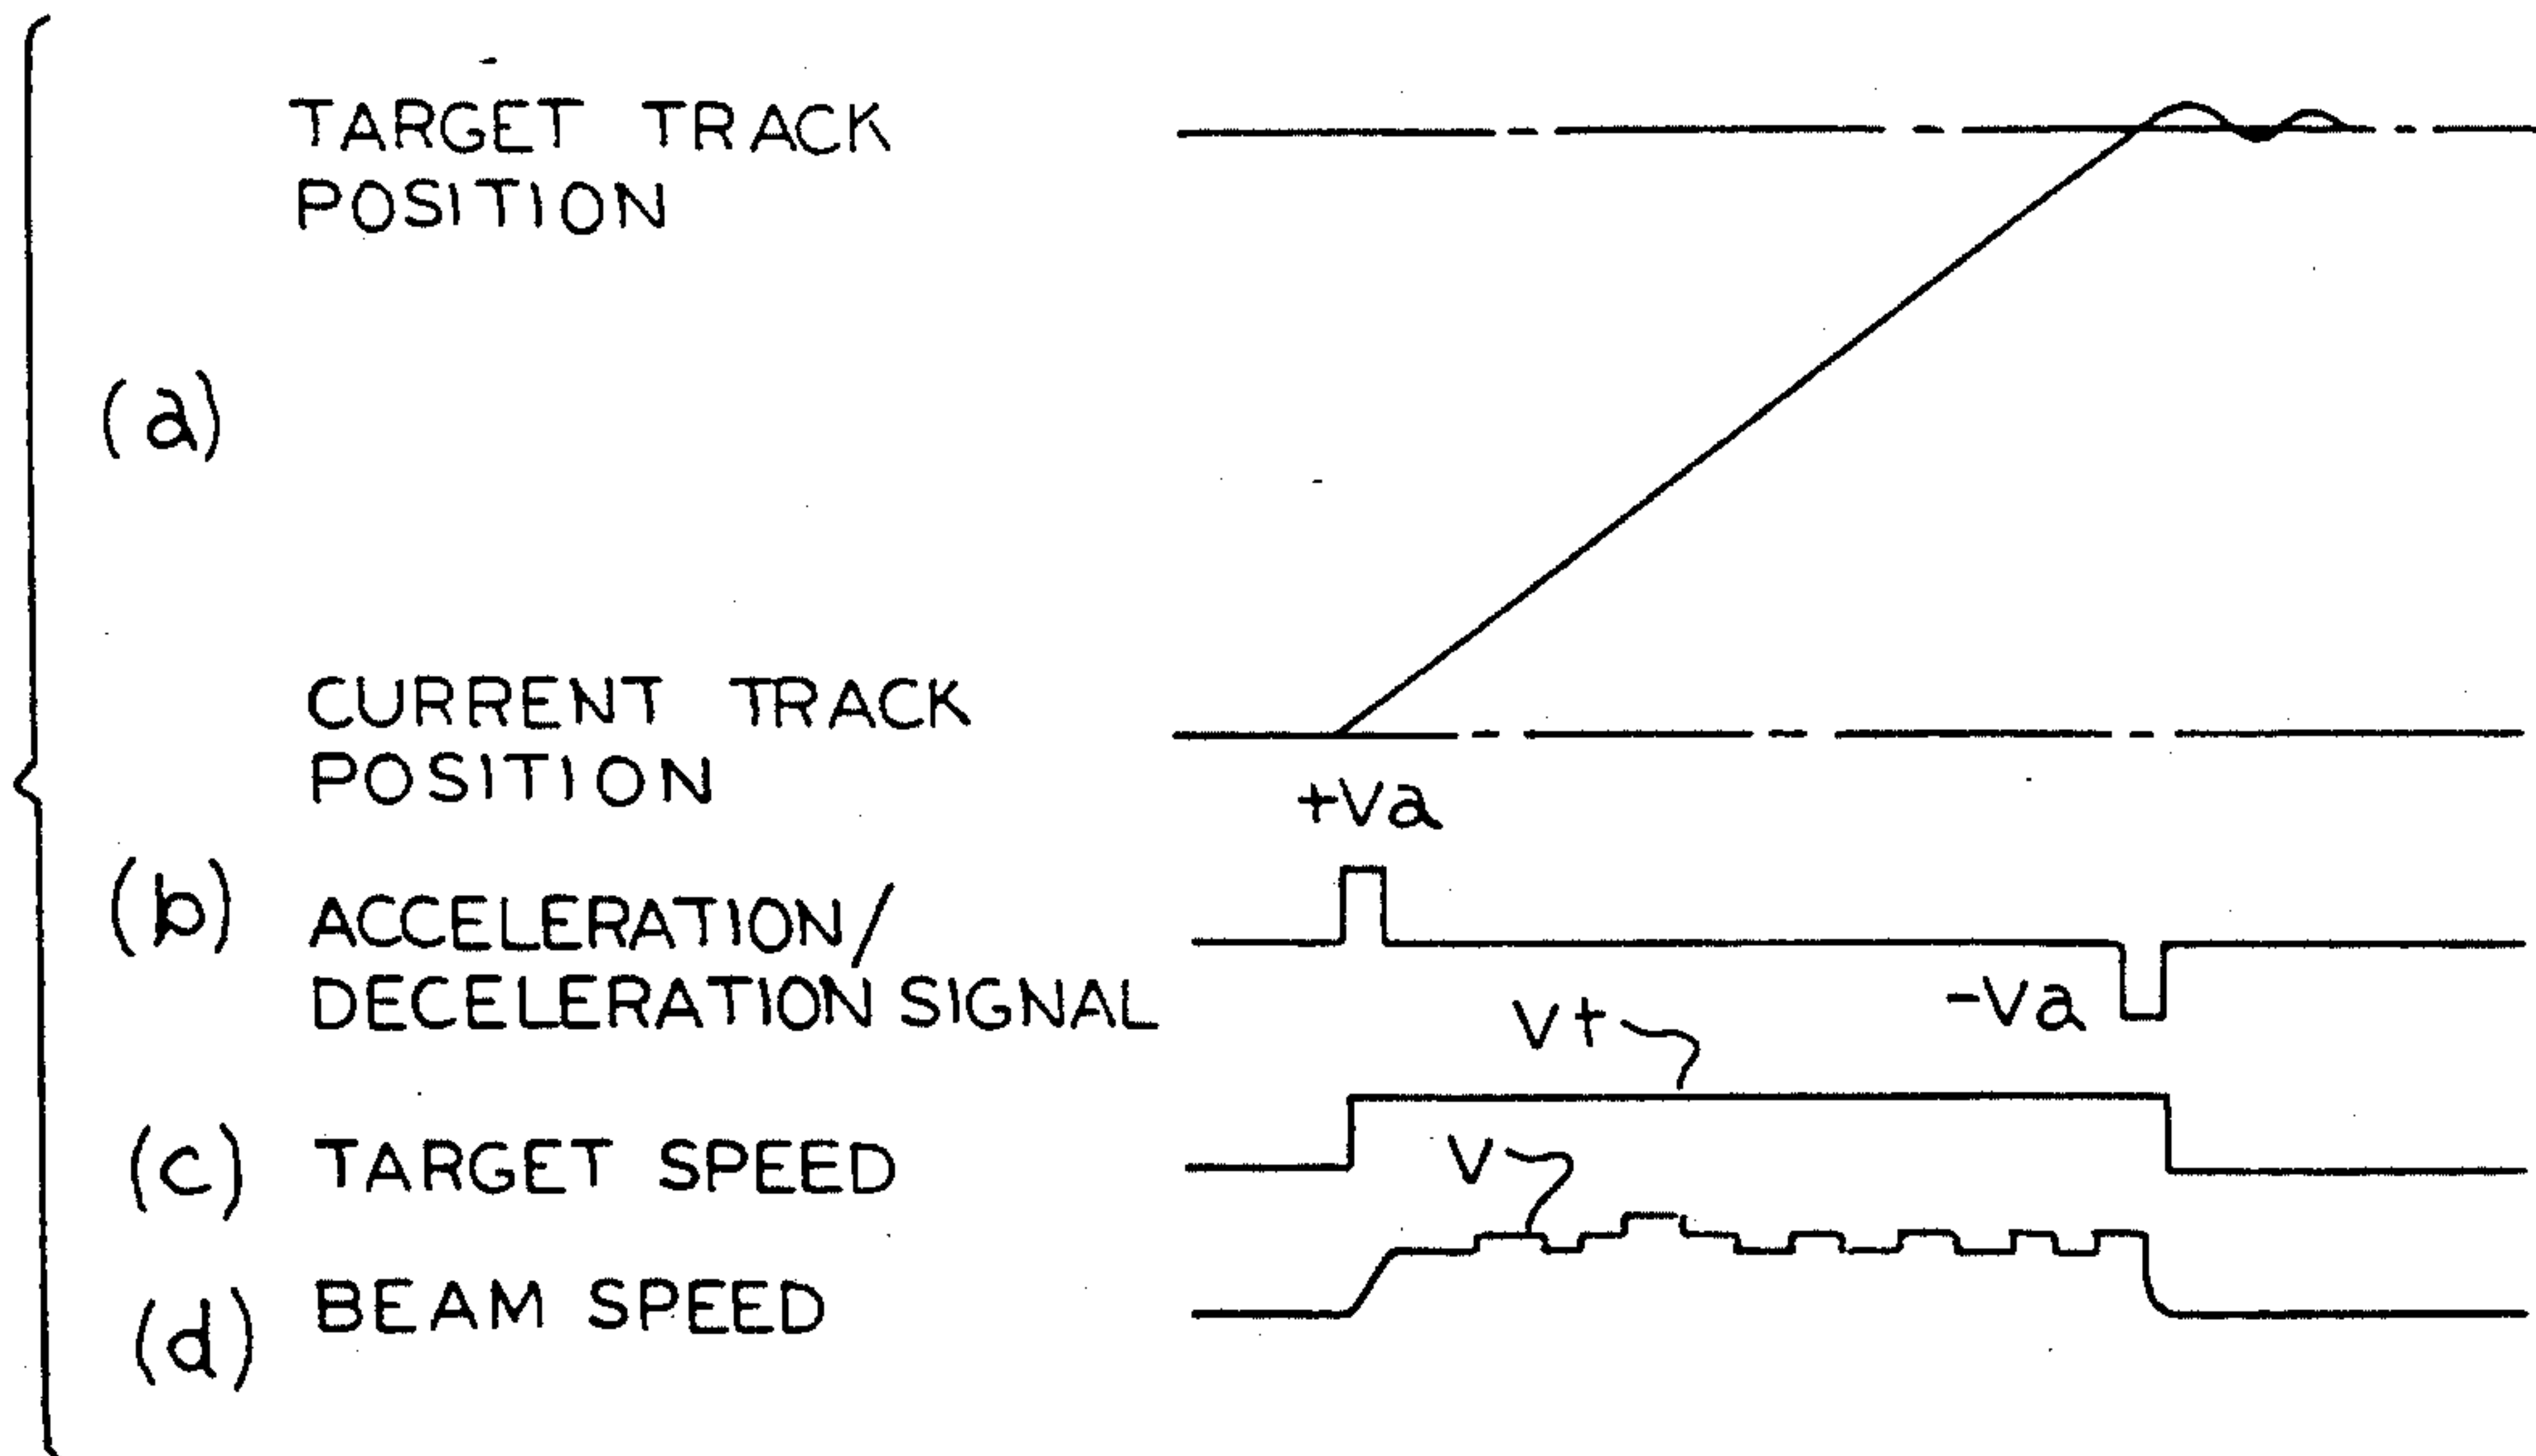 TARGET TRACK
POSITION
(a)
CURRENT TRACK
POSITION
+Va
(b) ACCELERATION/
DECELERATION SIGNAL
-Va
Vt
(c) TARGET SPEED
V
(d) BEAM SPEED